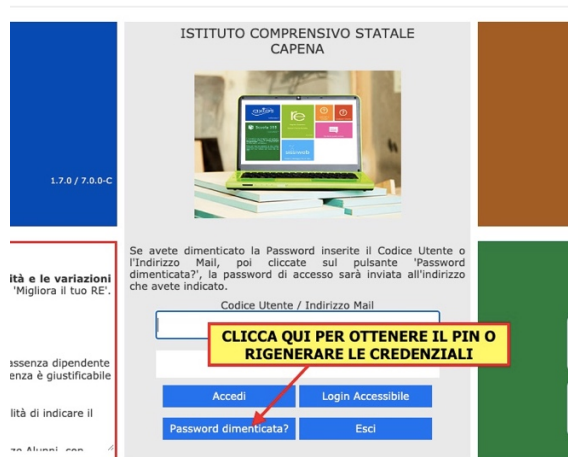 ISTITUTO COMPRENSIVO STATALE
CAPENA
1.7.0 / 7.0.0-C
re
Se avete dimenticato la Password inserite il Codice Utente o
l'Indirizzo Mail, poi cliccate sul pulsante 'Password
dimenticata?', la password di accesso sarà inviata all'indirizzo
che avete indicato.
ità e le variazioni
'Migliora il tuo RE'.
Codice Utente / Indirizzo Mail
CLICCA QUI PER OTTENERE IL PIN O
RIGENERARE LE CREDENZIALI
assenza dipendente
enza è giustificabile
Accedi
Login Accessibile
lità di indicare il
Password dimenticata?
Esci